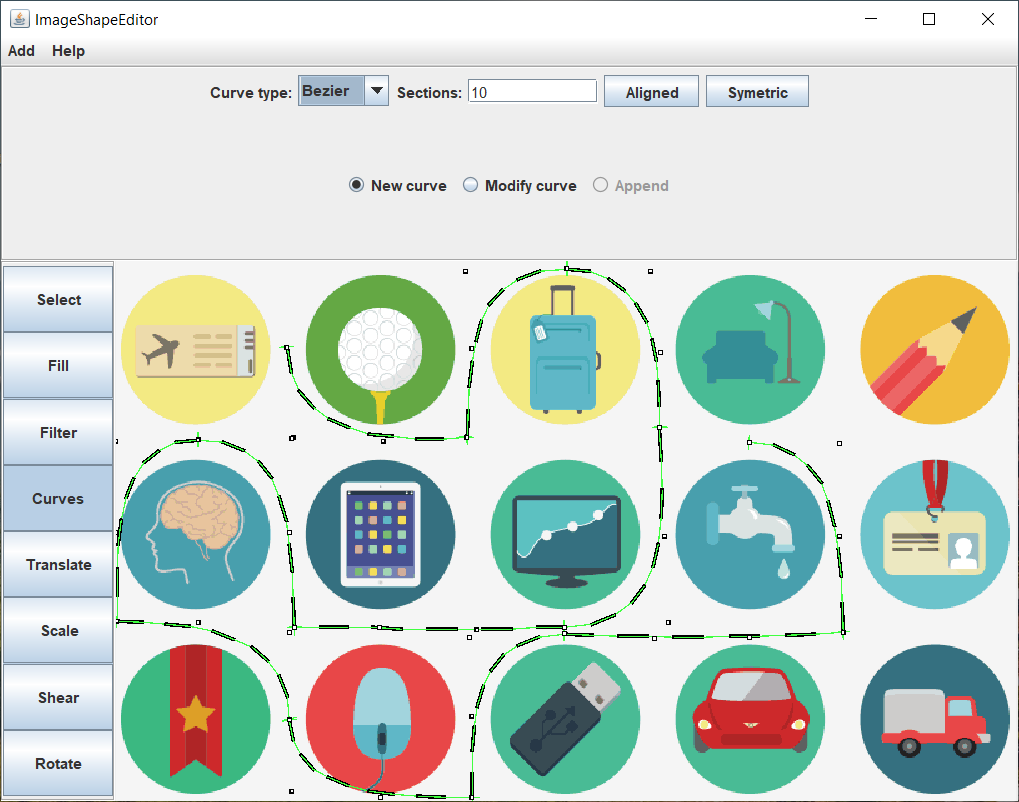 ImageShapeEditor
Add Help
Curve type: Bezier Sections: 10 Aligned Symetric
New curve Modify curve Append
Select
Fill
Filter
Curves
Translate
Scale
Shear
Rotate